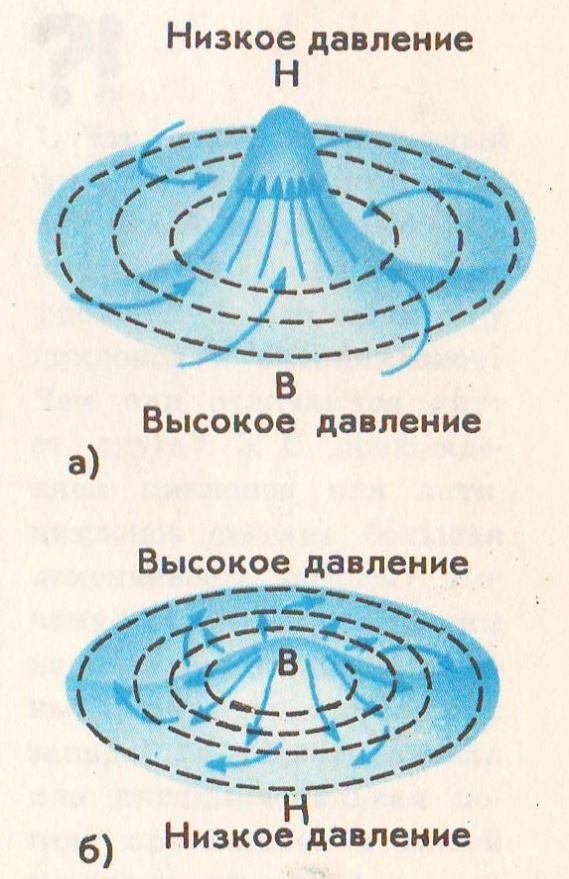 Низкое давление
Н
В
Высокое давление
а)
Высокое давление
В
Н
Низкое давление
б)